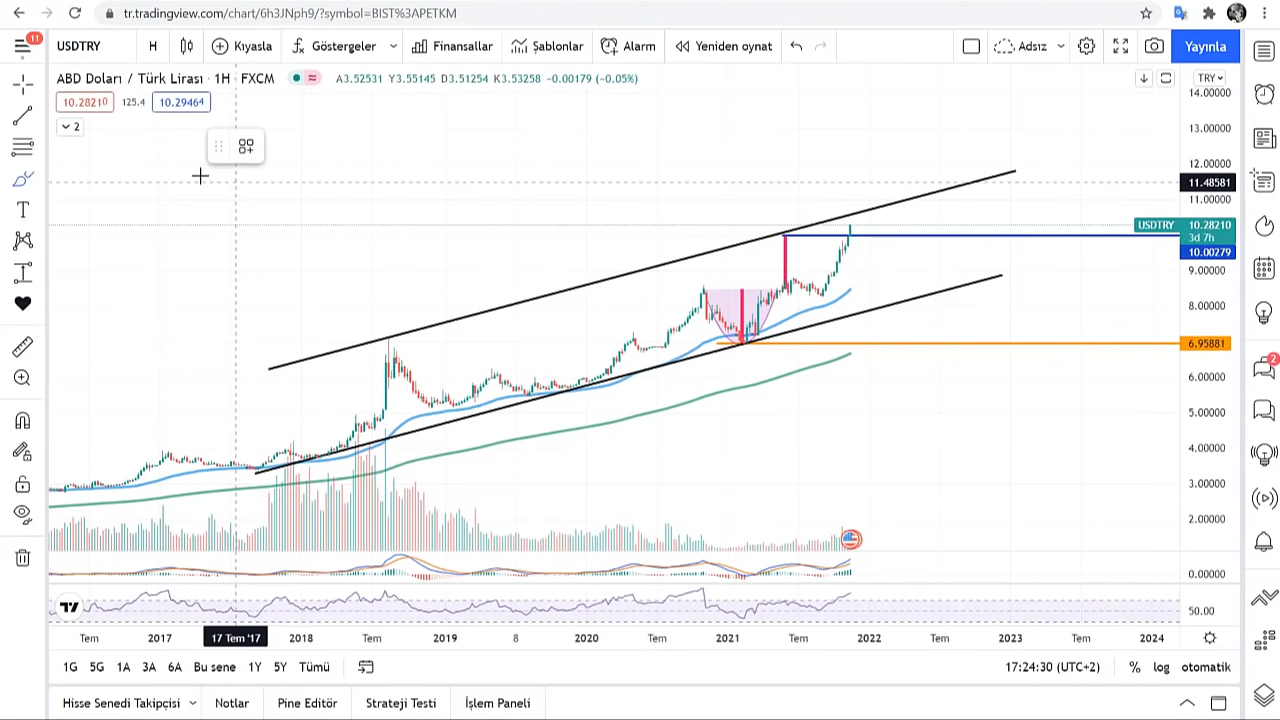 tr.tradingview.com/chart/6h3JNph9/?symbol=BIST%3APETKM
11
USDTRY
H
Kıyasla
Göstergeler
Finansallar
Şablonlar
Alarm
Yeniden oynat
Adsız
Yayınla
ABD Doları / Türk Lirası · 1H · FXCM
A3.52531 Y3.55145 D3.51254 K3.53258 −0.00179 (−0.05%)
TRY
10.28210
125.4
10.29464
2
14.00000
13.00000
12.00000
11.48581
11.00000
USDTRY
10.28210
3d 7h
10.00279
9.00000
8.00000
6.95881
6.00000
5.00000
4.00000
3.00000
2.00000
0.00000
50.00
2
Tem
2017
17 Tem '17
2018
Tem
2019
8
2020
Tem
2021
Tem
2022
Tem
2023
Tem
2024
1G
5G
1A
3A
6A
Bu sene
1Y
5Y
Tümü
17:24:30 (UTC+2)
%
log
otomatik
Hisse Senedi Takipçisi
Notlar
Pine Editör
Strateji Testi
İşlem Paneli